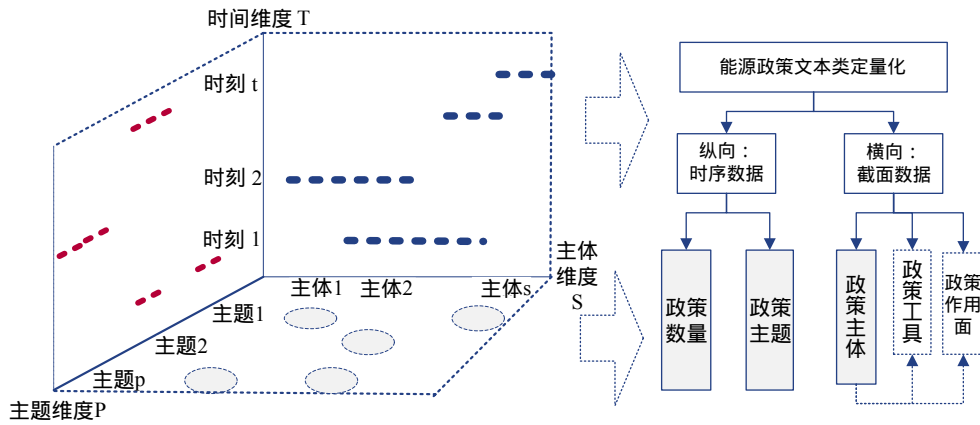 时间维度 T
时刻 t
时刻 2
时刻 1
主体
维度
S
主体1
主体2
主体s
主题1
主题2
主题p
主题维度P
能源政策文本类定量化
纵向：
时序数据
横向：
截面数据
政策
数量
政策
主题
政策主体
政策工具
政策
作用
面